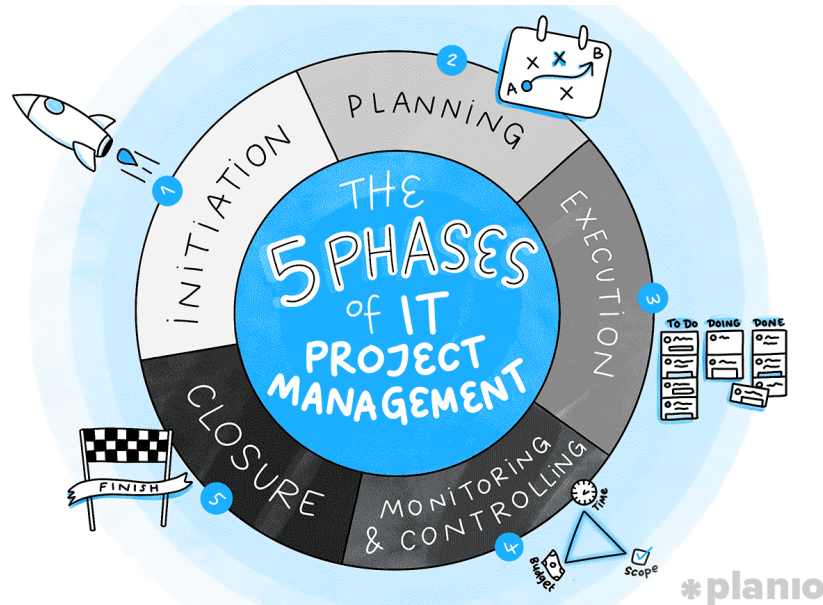 THE
5 PHASES
of IT
PROJECT
MANAGEMENT
1
INITIATION
2
PLANNING
A
B
3
EXECUTION
TO DO
DOING
DONE
4
MONITORING
& CONTROLLING
Time
Budget
Scope
5
CLOSURE
FINISH
planio